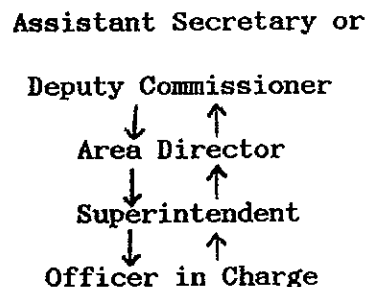 Assistant Secretary or
Deputy Commissioner
Area Director
Superintendent
Officer in Charge